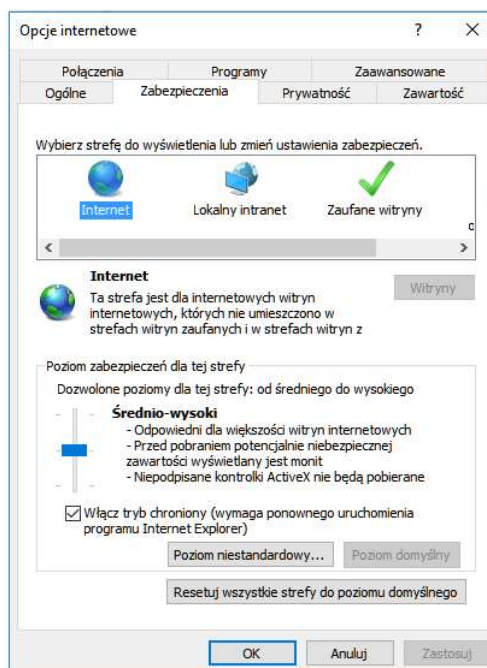 Opcje internetowe ? X
Połączenia Programy Zaawansowane
Ogólne Zabezpieczenia Prywatność Zawartość
Wybierz strefę do wyświetlenia lub zmień ustawienia zabezpieczeń.
Internet Lokalny intranet Zaufane witryny
Internet
Witryny
Ta strefa jest dla internetowych witryn
internetowych, których nie umieszczono w
strefach witryn zaufanych i w strefach witryn z
Poziom zabezpieczeń dla tej strefy
Dozwolone poziomy dla tej strefy: od średniego do wysokiego
Średnio-wysoki
- Odpowiedni dla większości witryn internetowych
- Przed pobraniem potencjalnie niebezpiecznej
zawartości wyświetlany jest monit
- Niepodpisane kontrolki ActiveX nie będą pobierane
Włącz tryb chroniony (wymaga ponownego uruchomienia
programu Internet Explorer)
Poziom niestandardowy... Poziom domyślny
Resetuj wszystkie strefy do poziomu domyślnego
OK Anuluj Zastosuj